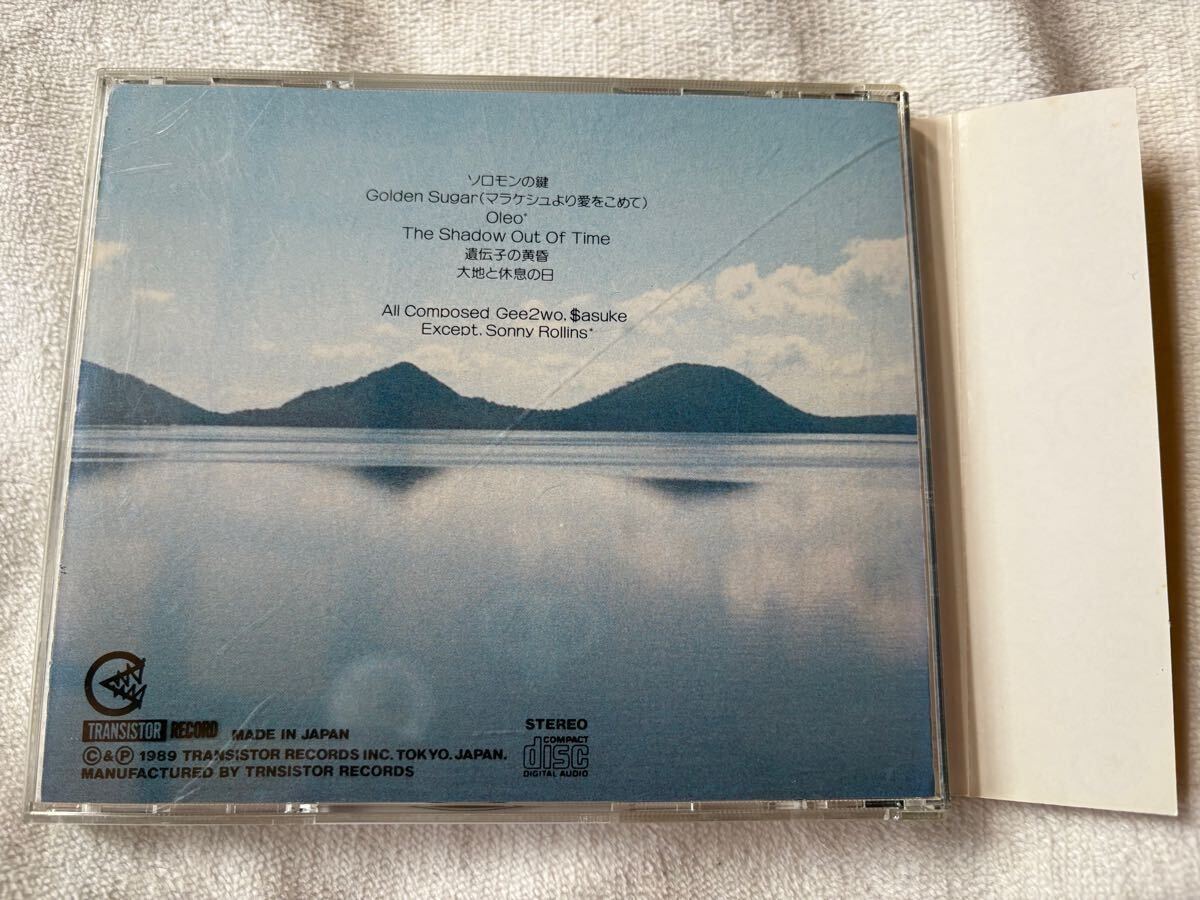 ソロモンの鍵
Golden Sugar(マラケシュより愛をこめて)
Oleo*
The Shadow Out Of Time
遺伝子の黄昏
大地と休息の日
All Composed Gee2wo. $asuke
Except. Sonny Rollins*
TRANSISTOR RECORD MADE IN JAPAN
©&℗ 1989 TRANSISTOR RECORDS INC. TOKYO. JAPAN.
MANUFACTURED BY TRNSISTOR RECORDS
STEREO
COMPACT
disc
DIGITAL AUDIO